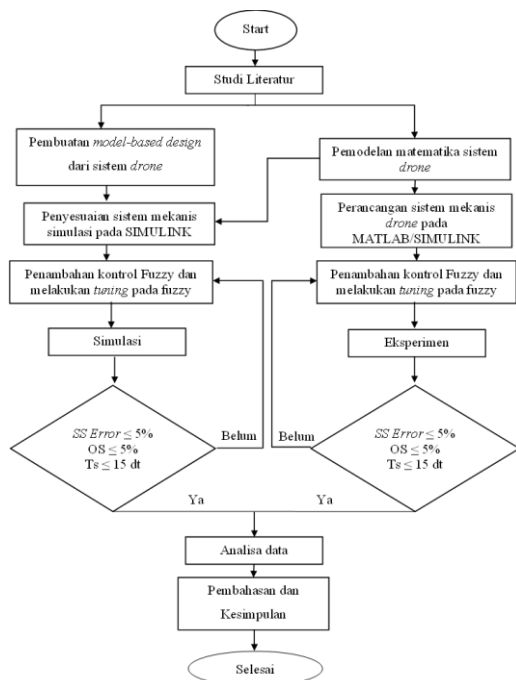 Start
Studi Literatur
Pembuatan model-based design
dari sistem drone
Pemodelan matematika sistem
drone
Penyesuaian sistem mekanis
simulasi pada SIMULINK
Perancangan sistem mekanis
drone pada
MATLAB/SIMULINK
Penambahan kontrol Fuzzy dan
melakukan tuning pada fuzzy
Penambahan kontrol Fuzzy dan
melakukan tuning pada fuzzy
Simulasi
Eksperimen
SS Error ≤ 5%
OS ≤ 5%
Ts ≤ 15 dt
Belum
Belum
SS Error ≤ 5%
OS ≤ 5%
Ts ≤ 15 dt
Ya
Ya
Analisa data
Pembahasan dan
Kesimpulan
Selesai